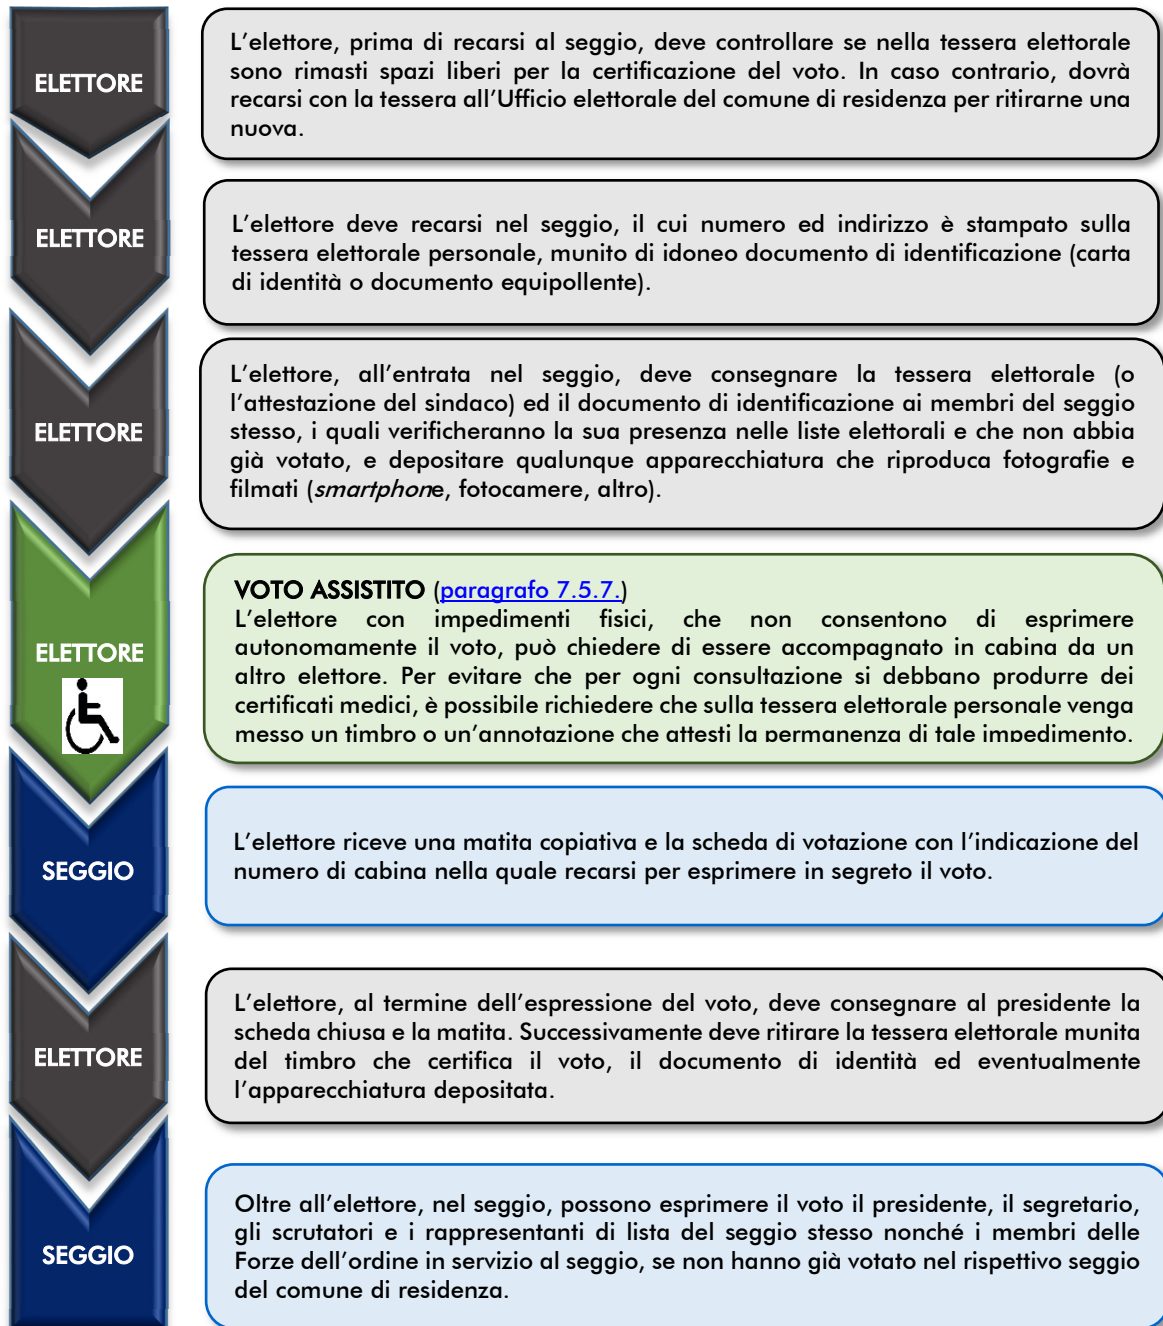 ELETTORE
L'elettore, prima di recarsi al seggio, deve controllare se nella tessera elettorale
sono rimasti spazi liberi per la certificazione del voto. In caso contrario, dovrà
recarsi con la tessera all'Ufficio elettorale del comune di residenza per ritirarne una
nuova.
ELETTORE
L'elettore deve recarsi nel seggio, il cui numero ed indirizzo è stampato sulla
tessera elettorale personale, munito di idoneo documento di identificazione (carta
di identità o documento equipollente).
ELETTORE
L'elettore, all'entrata nel seggio, deve consegnare la tessera elettorale (o
l'attestazione del sindaco) ed il documento di identificazione ai membri del seggio
stesso, i quali verificheranno la sua presenza nelle liste elettorali e che non abbia
già votato, e depositare qualunque apparecchiatura che riproduca fotografie e
filmati (smartphone, fotocamere, altro).
ELETTORE
VOTO ASSISTITO (paragrafo 7.5.7.)
L'elettore con impedimenti fisici, che non consentono di esprimere
autonomamente il voto, può chiedere di essere accompagnato in cabina da un
altro elettore. Per evitare che per ogni consultazione si debbano produrre dei
certificati medici, è possibile richiedere che sulla tessera elettorale personale venga
messo un timbro o un'annotazione che attesti la permanenza di tale impedimento.
SEGGIO
L'elettore riceve una matita copiativa e la scheda di votazione con l'indicazione del
numero di cabina nella quale recarsi per esprimere in segreto il voto.
ELETTORE
L'elettore, al termine dell'espressione del voto, deve consegnare al presidente la
scheda chiusa e la matita. Successivamente deve ritirare la tessera elettorale munita
del timbro che certifica il voto, il documento di identità ed eventualmente
l'apparecchiatura depositata.
SEGGIO
Oltre all'elettore, nel seggio, possono esprimere il voto il presidente, il segretario,
gli scrutatori e i rappresentanti di lista del seggio stesso nonché i membri delle
Forze dell'ordine in servizio al seggio, se non hanno già votato nel rispettivo seggio
del comune di residenza.